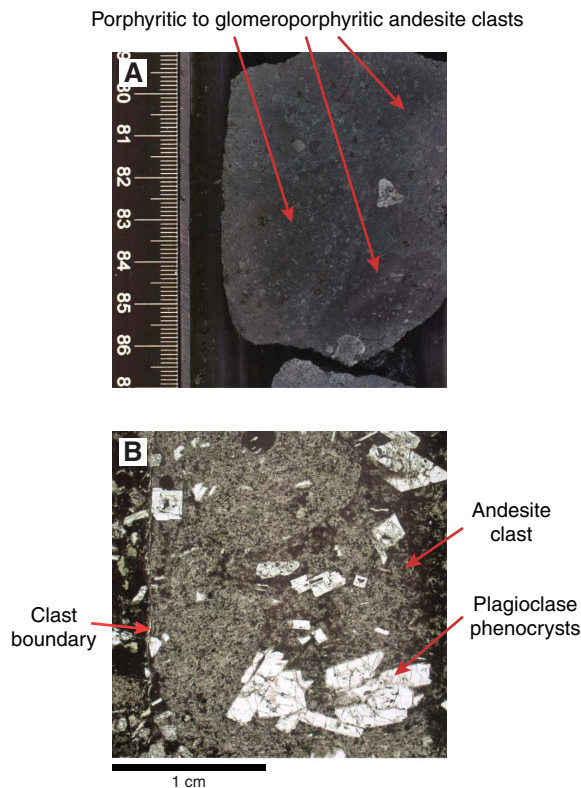 Porphyritic to glomeroporphyritic andesite clasts
A
80
81
82
83
84
85
86
8
B
Andesite
clast
Plagioclase
phenocrysts
Clast
boundary
1 cm